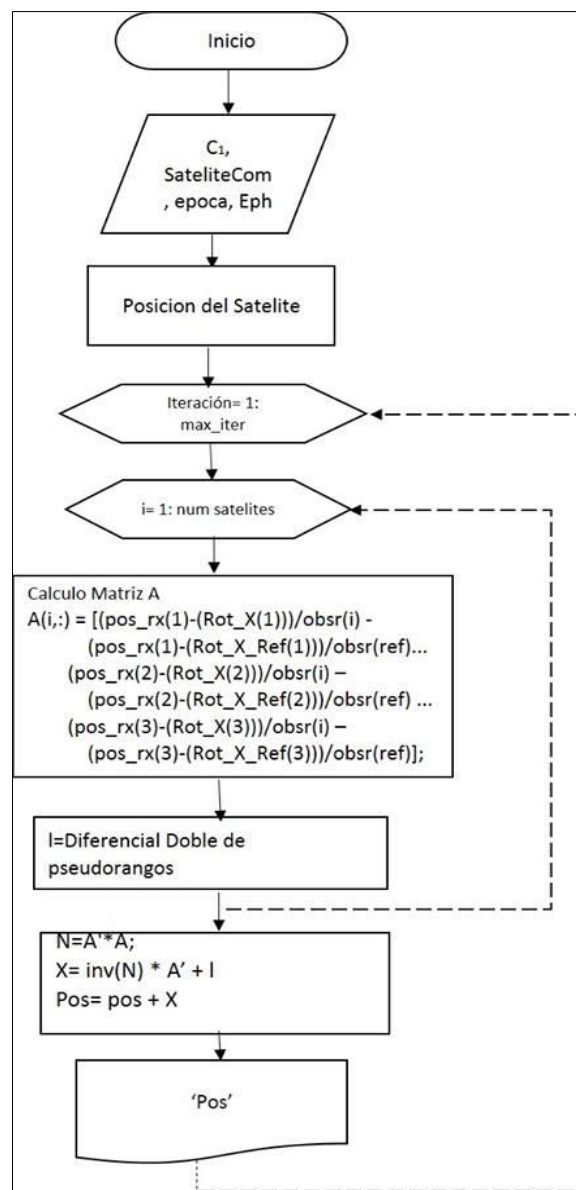 Inicio
C₁,
SateliteCom
, epoca, Eph
Posicion del Satelite
Iteración= 1:
max_iter
i= 1: num satelites
Calculo Matriz A
A(i,:) = [(pos_rx(1)-(Rot_X(1)))/obsr(i) -
(pos_rx(1)-(Rot_X_Ref(1)))/obsr(ref)...
(pos_rx(2)-(Rot_X(2)))/obsr(i) –
(pos_rx(2)-(Rot_X_Ref(2)))/obsr(ref) ...
(pos_rx(3)-(Rot_X(3)))/obsr(i) –
(pos_rx(3)-(Rot_X_Ref(3)))/obsr(ref)];
l=Diferencial Doble de
pseudorangos
N=A'*A;
X= inv(N) * A’ + l
Pos= pos + X
‘Pos’